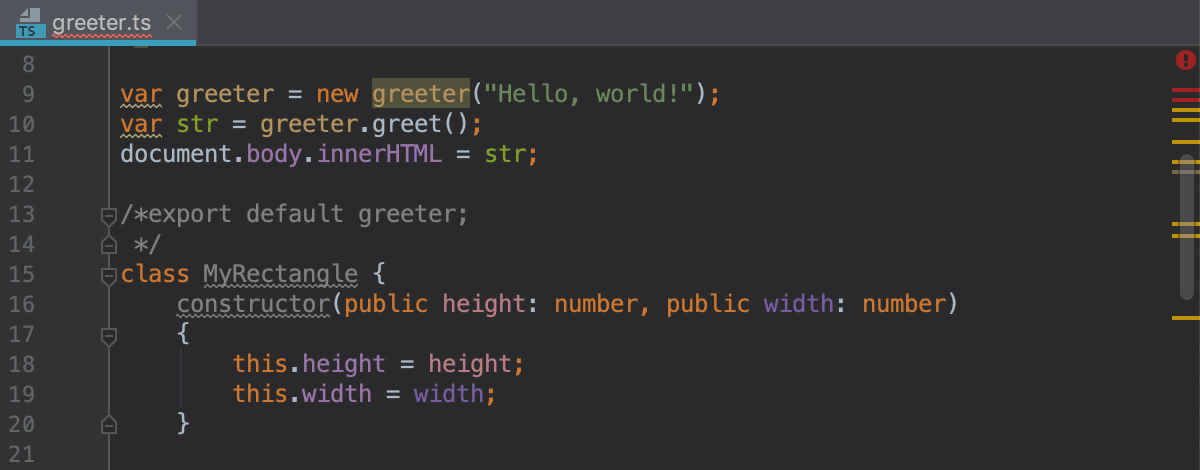 TS greeter.ts
8
9 var greeter = new greeter("Hello, world!");
10 var str = greeter.greet();
11 document.body.innerHTML = str;
12
13 /*export default greeter;
14 */
15 class MyRectangle {
16 constructor(public height: number, public width: number)
17 {
18 this.height = height;
19 this.width = width;
20 }
21